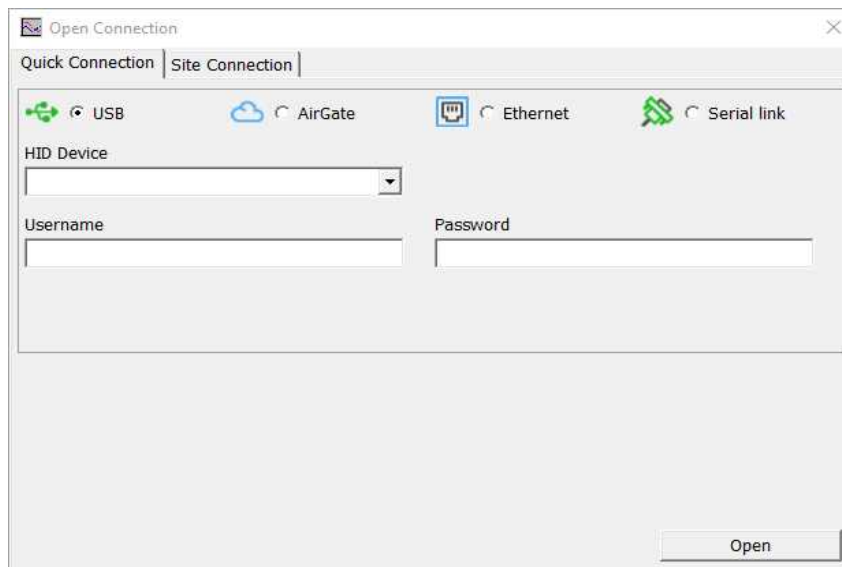 Open Connection
Quick Connection Site Connection
USB AirGate Ethernet Serial link
HID Device
Username Password
Open